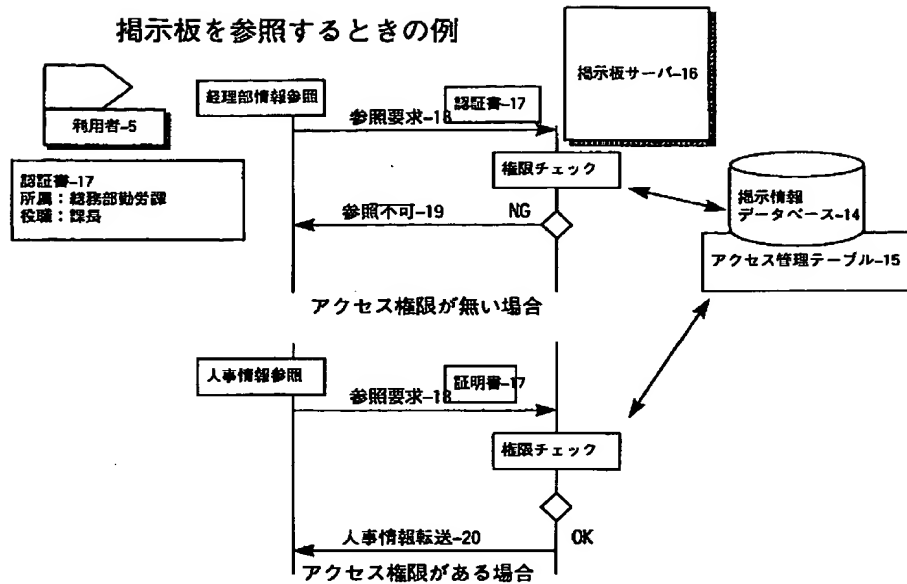 掲示板を参照するときの例
掲示板サーバ-16
利用者-5
認証書-17
所属：総務部勤労課
役職：課長
経理部情報参照
認証書-17
参照要求-18
権限チェック
参照不可-19
NG
掲示情報
データベース-14
アクセス管理テーブル-15
アクセス権限が無い場合
人事情報参照
証明書-17
参照要求-18
権限チェック
人事情報転送-20
OK
アクセス権限がある場合